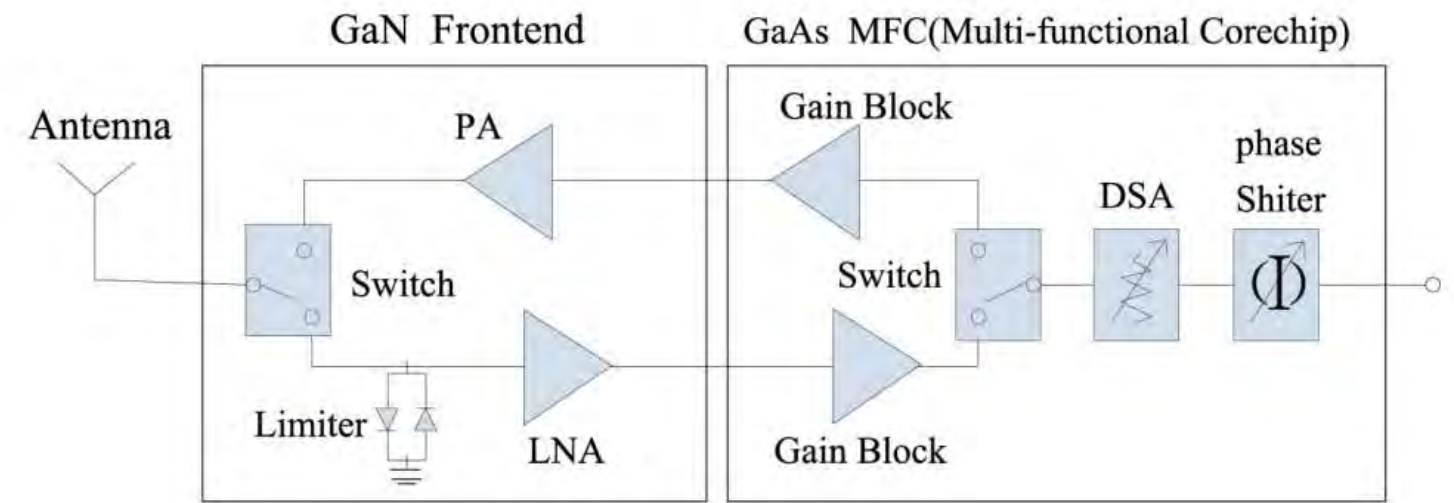 GaN Frontend
GaAs MFC(Multi-functional Corechip)
Antenna
PA
Gain Block
phase
Shiter
DSA
Switch
Switch
Limiter
LNA
Gain Block
Φ